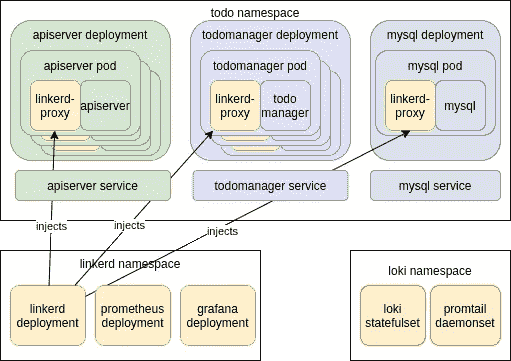 todo namespace
apiserver deployment
todomanager deployment
mysql deployment
apiserver pod
todomanager pod
mysql pod
linkerd-
proxy
apiserver
linkerd-
proxy
todo
manager
linkerd-
proxy
mysql
apiserver service
todomanager service
mysql service
injects
injects
injects
linkerd namespace
loki namespace
linkerd
deployment
prometheus
deployment
grafana
deployment
loki
statefulset
promtail
daemonset